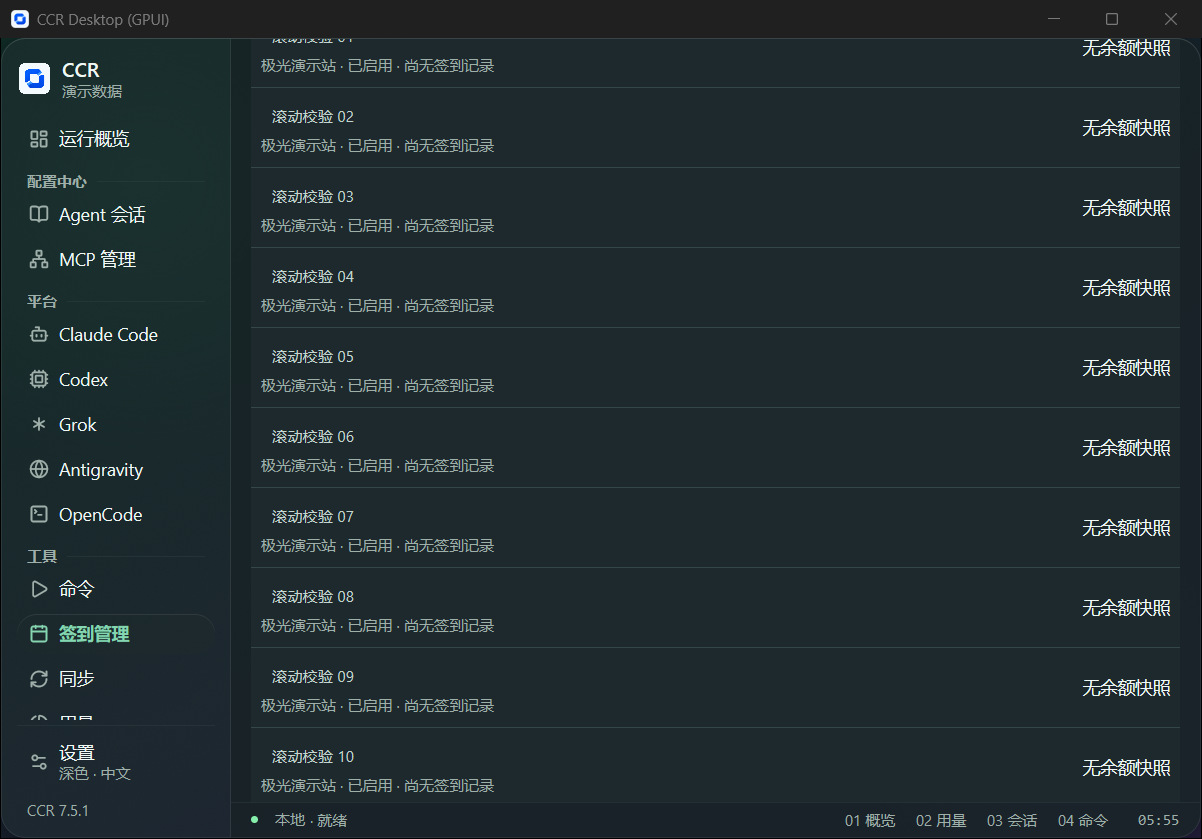 CCR Desktop (GPUI)
CCR
演示数据
运行概览
配置中心
Agent 会话
MCP 管理
平台
Claude Code
Codex
Grok
Antigravity
OpenCode
工具
命令
签到管理
同步
设置
深色 · 中文
CCR 7.5.1
无余额快照
极光演示站 · 已启用 · 尚无签到记录
滚动校验 02
无余额快照
极光演示站 · 已启用 · 尚无签到记录
滚动校验 03
无余额快照
极光演示站 · 已启用 · 尚无签到记录
滚动校验 04
无余额快照
极光演示站 · 已启用 · 尚无签到记录
滚动校验 05
无余额快照
极光演示站 · 已启用 · 尚无签到记录
滚动校验 06
无余额快照
极光演示站 · 已启用 · 尚无签到记录
滚动校验 07
无余额快照
极光演示站 · 已启用 · 尚无签到记录
滚动校验 08
无余额快照
极光演示站 · 已启用 · 尚无签到记录
滚动校验 09
无余额快照
极光演示站 · 已启用 · 尚无签到记录
滚动校验 10
无余额快照
极光演示站 · 已启用 · 尚无签到记录
本地 · 就绪
01 概览 02 用量 03 会话 04 命令 05:55